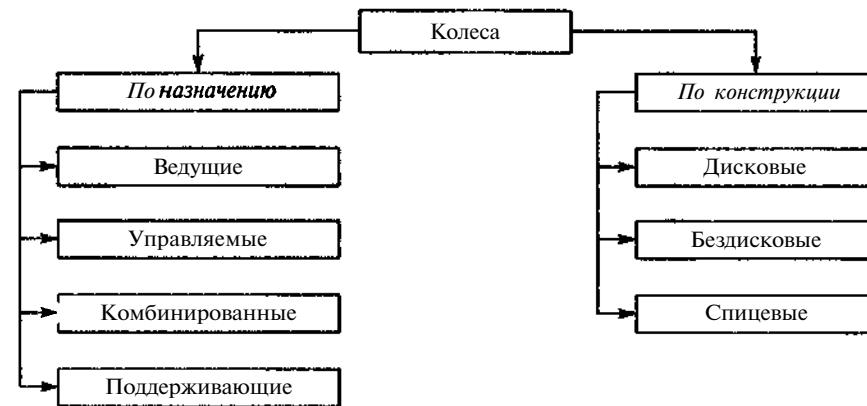 Колеса
По назначению
По конструкции
Ведущие
Дисковые
Управляемые
Бездисковые
Комбинированные
Спицевые
Поддерживающие